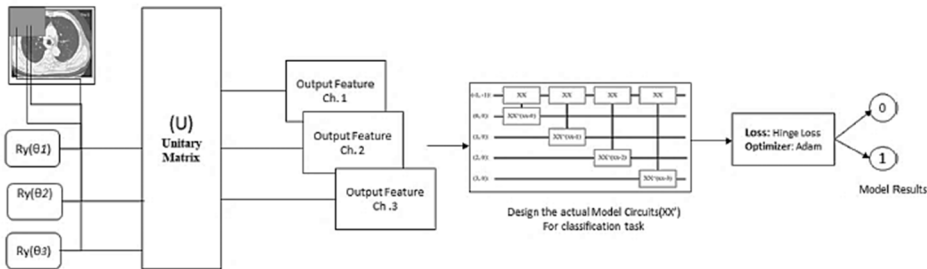 Ry(θ1)
Ry(θ2)
Ry(θ3)
(U)
Unitary
Matrix
Output Feature
Ch. 1
Output Feature
Ch. 2
Output Feature
Ch .3
XX XX XX XX
Design the actual Model Circuits(XX')
For classification task
Loss: Hinge Loss
Optimizer: Adam
0
1
Model Results